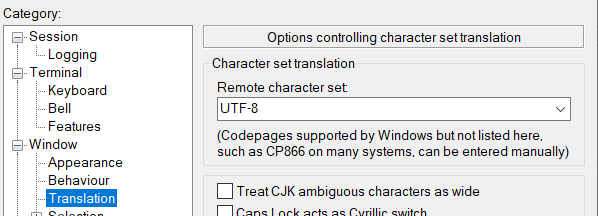 Category:
Session
Logging
Terminal
Keyboard
Bell
Features
Window
Appearance
Behaviour
Translation
Selection
Options controlling character set translation
Character set translation
Remote character set:
UTF-8
(Codepages supported by Windows but not listed here,
such as CP866 on many systems, can be entered manually)
Treat CJK ambiguous characters as wide
Caps Lock acts as Cyrillic switch